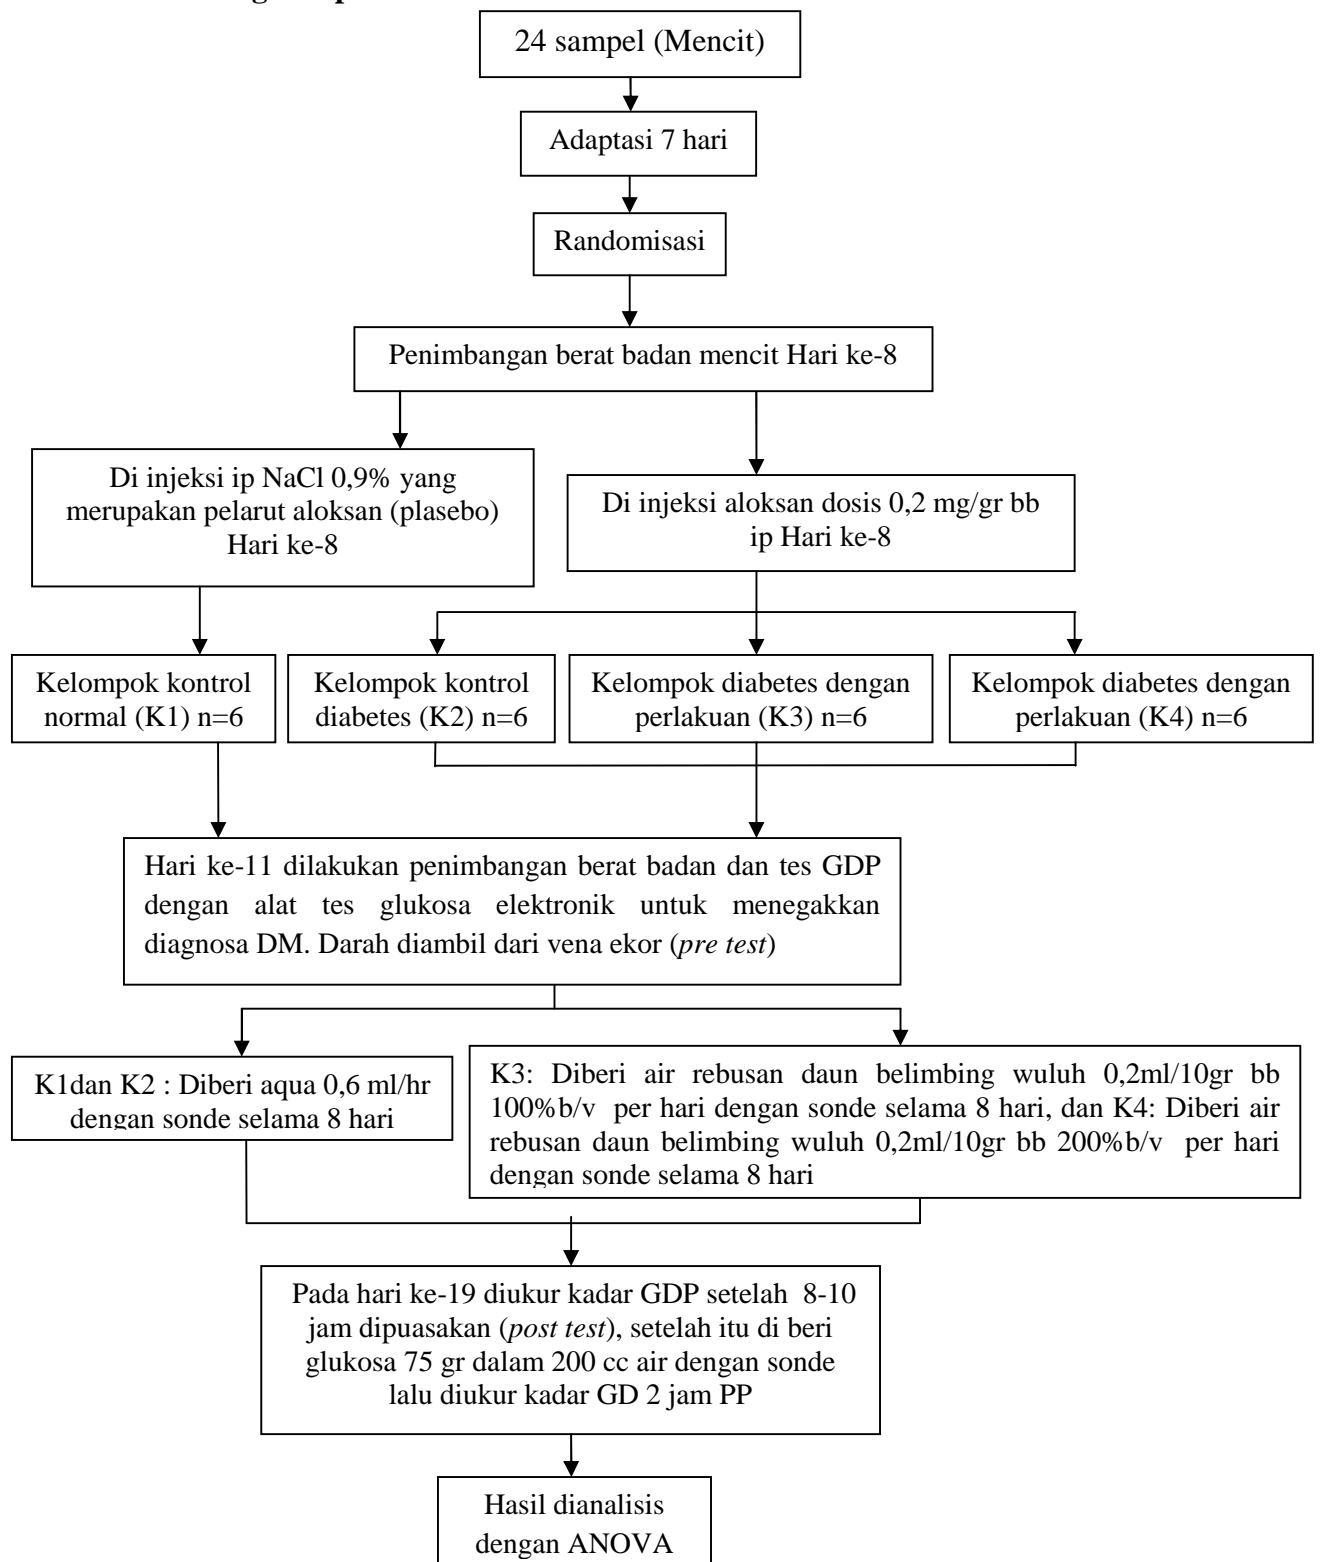 24 sampel (Mencit)
Adaptasi 7 hari
Randomisasi
Penimbangan berat badan mencit Hari ke-8
Di injeksi ip NaCl 0,9% yang
merupakan pelarut aloksan (plasebo)
Hari ke-8
Di injeksi aloksan dosis 0,2 mg/gr bb
ip Hari ke-8
Kelompok kontrol
normal (K1) n=6
Kelompok kontrol
diabetes (K2) n=6
Kelompok diabetes dengan
perlakuan (K3) n=6
Kelompok diabetes dengan
perlakuan (K4) n=6
Hari ke-11 dilakukan penimbangan berat badan dan tes GDP
dengan alat tes glukosa elektronik untuk menegakkan
diagnosa DM. Darah diambil dari vena ekor (pre test)
K1dan K2 : Diberi aqua 0,6 ml/hr
dengan sonde selama 8 hari
K3: Diberi air rebusan daun belimbing wuluh 0,2ml/10gr bb
100%b/v per hari dengan sonde selama 8 hari, dan K4: Diberi air
rebusan daun belimbing wuluh 0,2ml/10gr bb 200%b/v per hari
dengan sonde selama 8 hari
Pada hari ke-19 diukur kadar GDP setelah 8-10
jam dipuasakan (post test), setelah itu di beri
glukosa 75 gr dalam 200 cc air dengan sonde
lalu diukur kadar GD 2 jam PP
Hasil dianalisis
dengan ANOVA